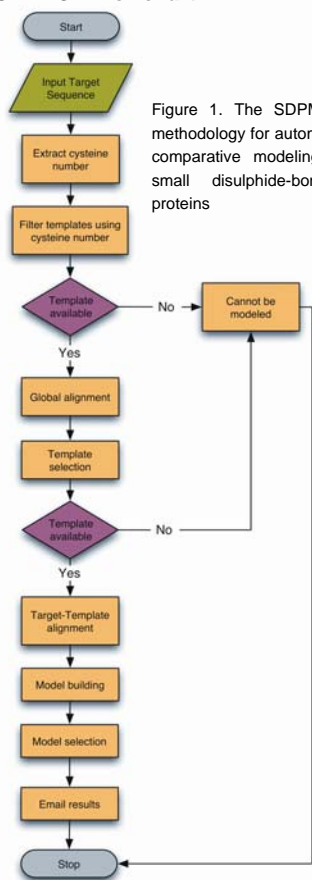 Start
Input Target
Sequence
Figure 1. The SDPM
methodology for
comparative modeling
small disulphide-
proteins
Extract cysteine
number
Filter templates using
cysteine number
Template
available
No
Cannot be
modeled
Yes
Global alignment
Template
selection
Template
available
No
Yes
Target-Template
alignment
Model building
Model selection
Email results
Stop